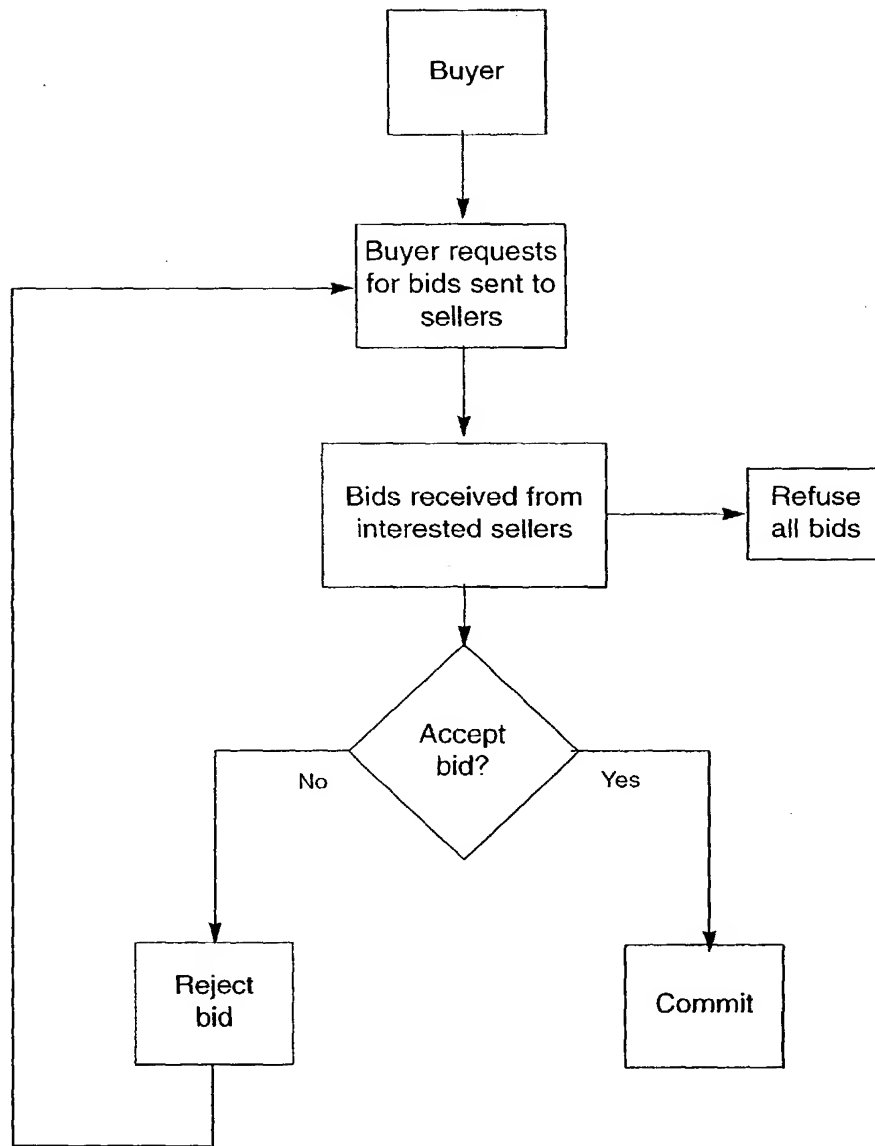 Buyer
Buyer requests
for bids sent to
sellers
Bids received from
interested sellers
Refuse
all bids
Accept
bid?
No
Yes
Reject
bid
Commit